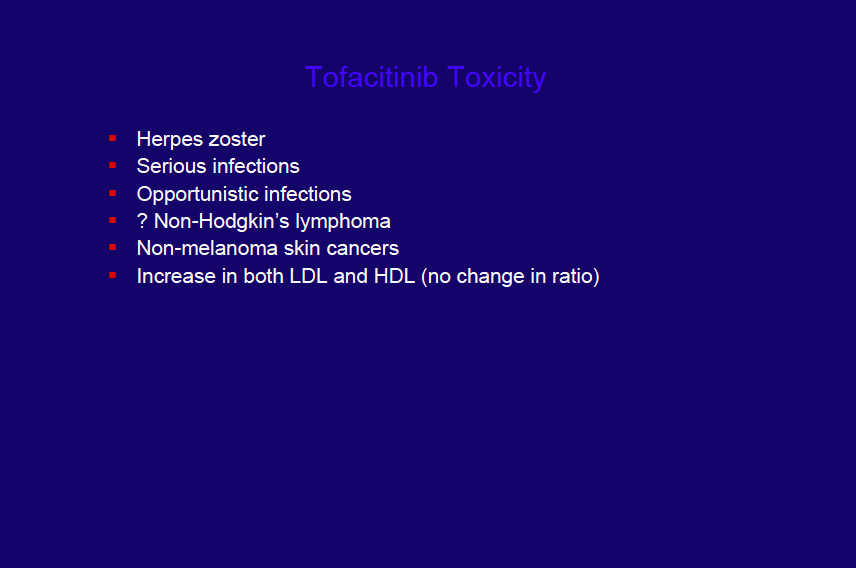 Tofacitinib Toxicity
▪ Herpes zoster
▪ Serious infections
▪ Opportunistic infections
▪ ? Non-Hodgkin’s lymphoma
▪ Non-melanoma skin cancers
▪ Increase in both LDL and HDL (no change in ratio)